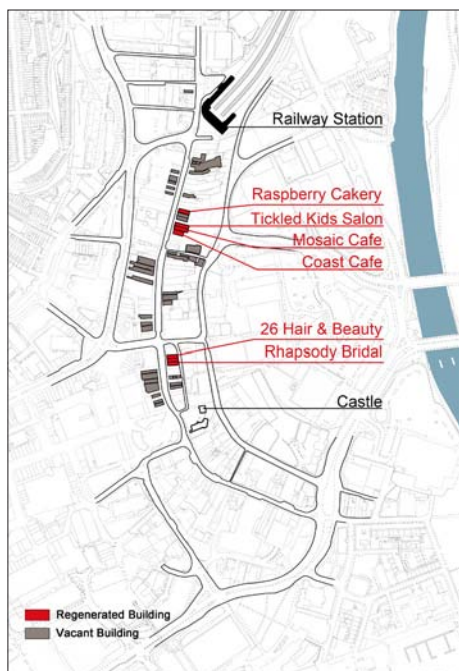 Railway Station
Raspberry Cakery
Tickled Kids Salon
Mosaic Cafe
Coast Cafe
26 Hair & Beauty
Rhapsody Bridal
Castle
Regenerated Building
Vacant Building